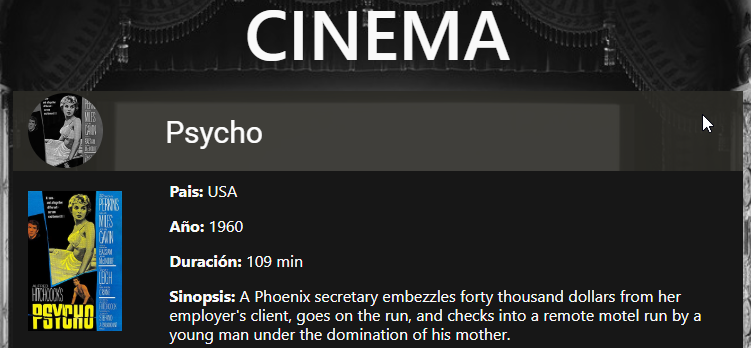 CINEMA
Psycho
Pais: USA
Año: 1960
Duración: 109 min
Sinopsis: A Phoenix secretary embezzles forty thousand dollars from her
employer's client, goes on the run, and checks into a remote motel run by a
young man under the domination of his mother.
PERKINS
MILES
GAVIN
LEIGH
ALFRED
HITCHCOCK'S
PSYCHO